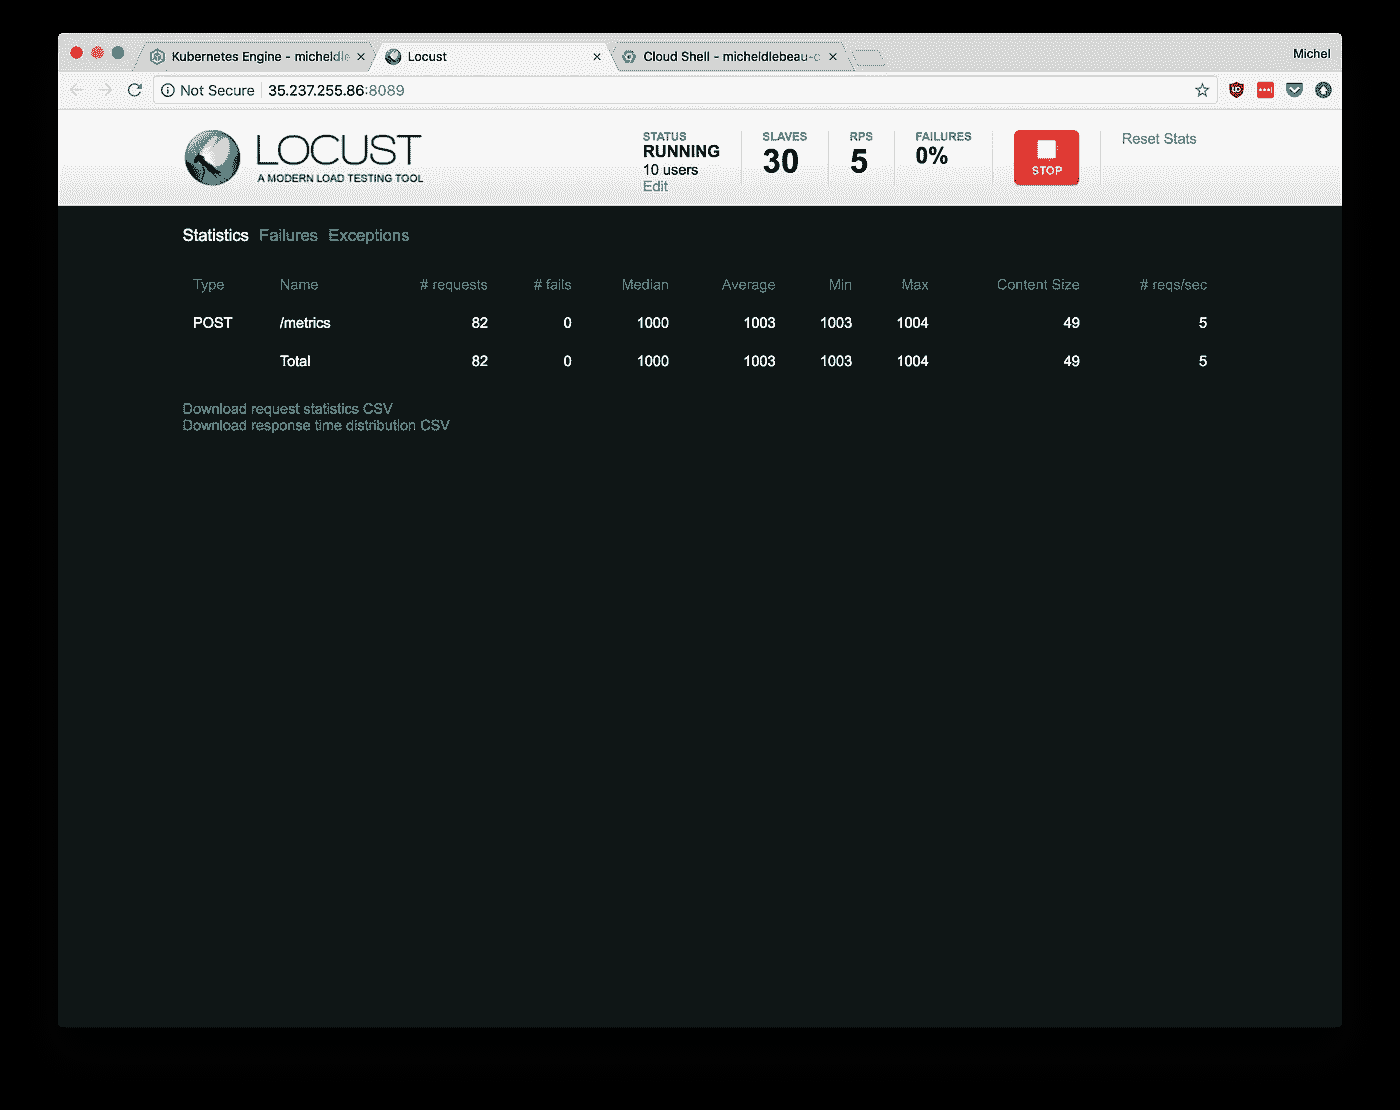 Kubernetes Engine - micheldle
Locust
Cloud Shell - micheldlebeau-c
Michel
Not Secure 35.237.255.86:8089
LOCUST
A MODERN LOAD TESTING TOOL
STATUS
RUNNING
10 users
Edit
SLAVES
30
RPS
5
FAILURES
0%
STOP
Reset Stats
Statistics Failures Exceptions
Type Name # requests # fails Median Average Min Max Content Size # reqs/sec
POST /metrics 82 0 1000 1003 1003 1004 49 5
Total 82 0 1000 1003 1003 1004 49 5
Download request statistics CSV
Download response time distribution CSV